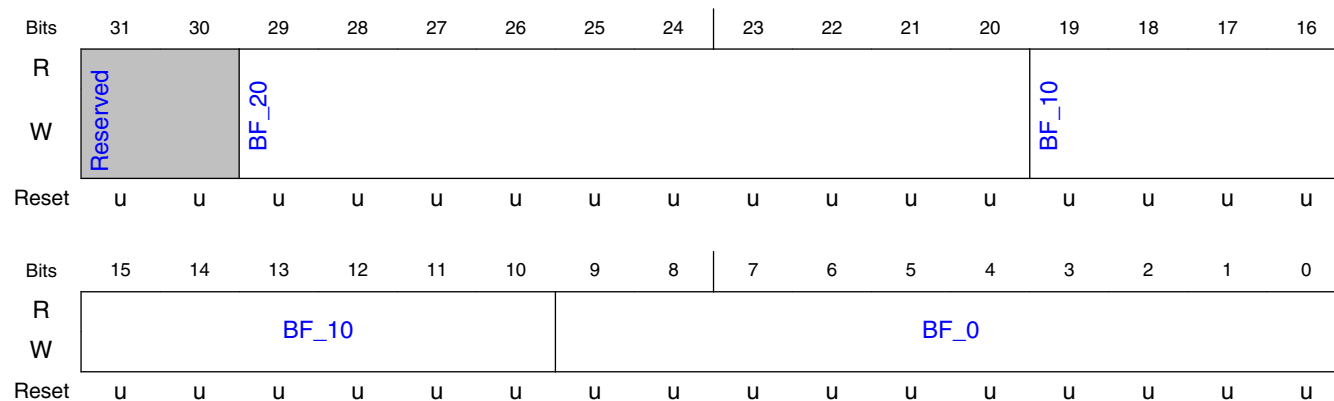 Bits 31 30 29 28 27 26 25 24 23 22 21 20 19 18 17 16
R
Reserved BF_20 BF_10
W
Reset u u u u u u u u u u u u u u u u
Bits 15 14 13 12 11 10 9 8 7 6 5 4 3 2 1 0
R
BF_10 BF_0
W
Reset u u u u u u u u u u u u u u u u